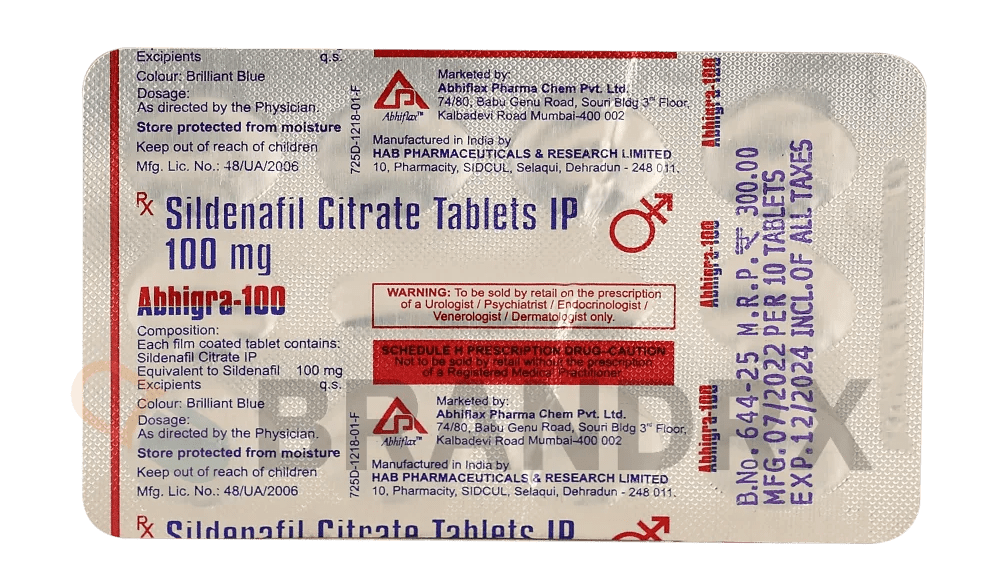 Excipients q.s.
Colour: Brilliant Blue
Dosage:
As directed by the Physician.
Store protected from moisture
Keep out of reach of children
Mfg. Lic. No.: 48/UA/2006
725D-1218-01-F
Abhiflax™
Marketed by:
Abhiflax Pharma Chem Pvt. Ltd.
74/80, Babu Genu Road, Souri Bldg 3rd Floor,
Kalbadevi Road Mumbai-400 002
Manufactured in India by
HAB PHARMACEUTICALS & RESEARCH LIMITED
10, Pharmacity, SIDCUL, Selaqui, Dehradun - 248 011.
Rx Sildenafil Citrate Tablets IP
100 mg
Abhigra-100
Composition:
Each film coated tablet contains:
Sildenafil Citrate IP
Equivalent to Sildenafil 100 mg
Excipients q.s.
Colour: Brilliant Blue
Dosage:
As directed by the Physician.
Store protected from moisture
Keep out of reach of children
Mfg. Lic. No.: 48/UA/2006
WARNING: To be sold by retail on the prescription
of a Urologist / Psychiatrist / Endocrinologist /
Venerologist / Dermatologist only.
SCHEDULE H PRESCRIPTION DRUG–CAUTION
Not to be sold by retail without the prescription
of a Registered Medical Practitioner.
725D-1218-01-F
Abhiflax™
Marketed by:
Abhiflax Pharma Chem Pvt. Ltd.
74/80, Babu Genu Road, Souri Bldg 3rd Floor,
Kalbadevi Road Mumbai-400 002
Manufactured in India by
HAB PHARMACEUTICALS & RESEARCH LIMITED
10, Pharmacity, SIDCUL, Selaqui, Dehradun - 248 011.
Rx Sildenafil Citrate Tablets IP
Abhigra-100
Abhigra-100
Abhigra-100
B.No. 644-25 M.R.P. ₹ 300.00
MFG.07/2022 PER 10 TABLETS
EXP.12/2024 INCL.OF ALL TAXES
BRANDRX